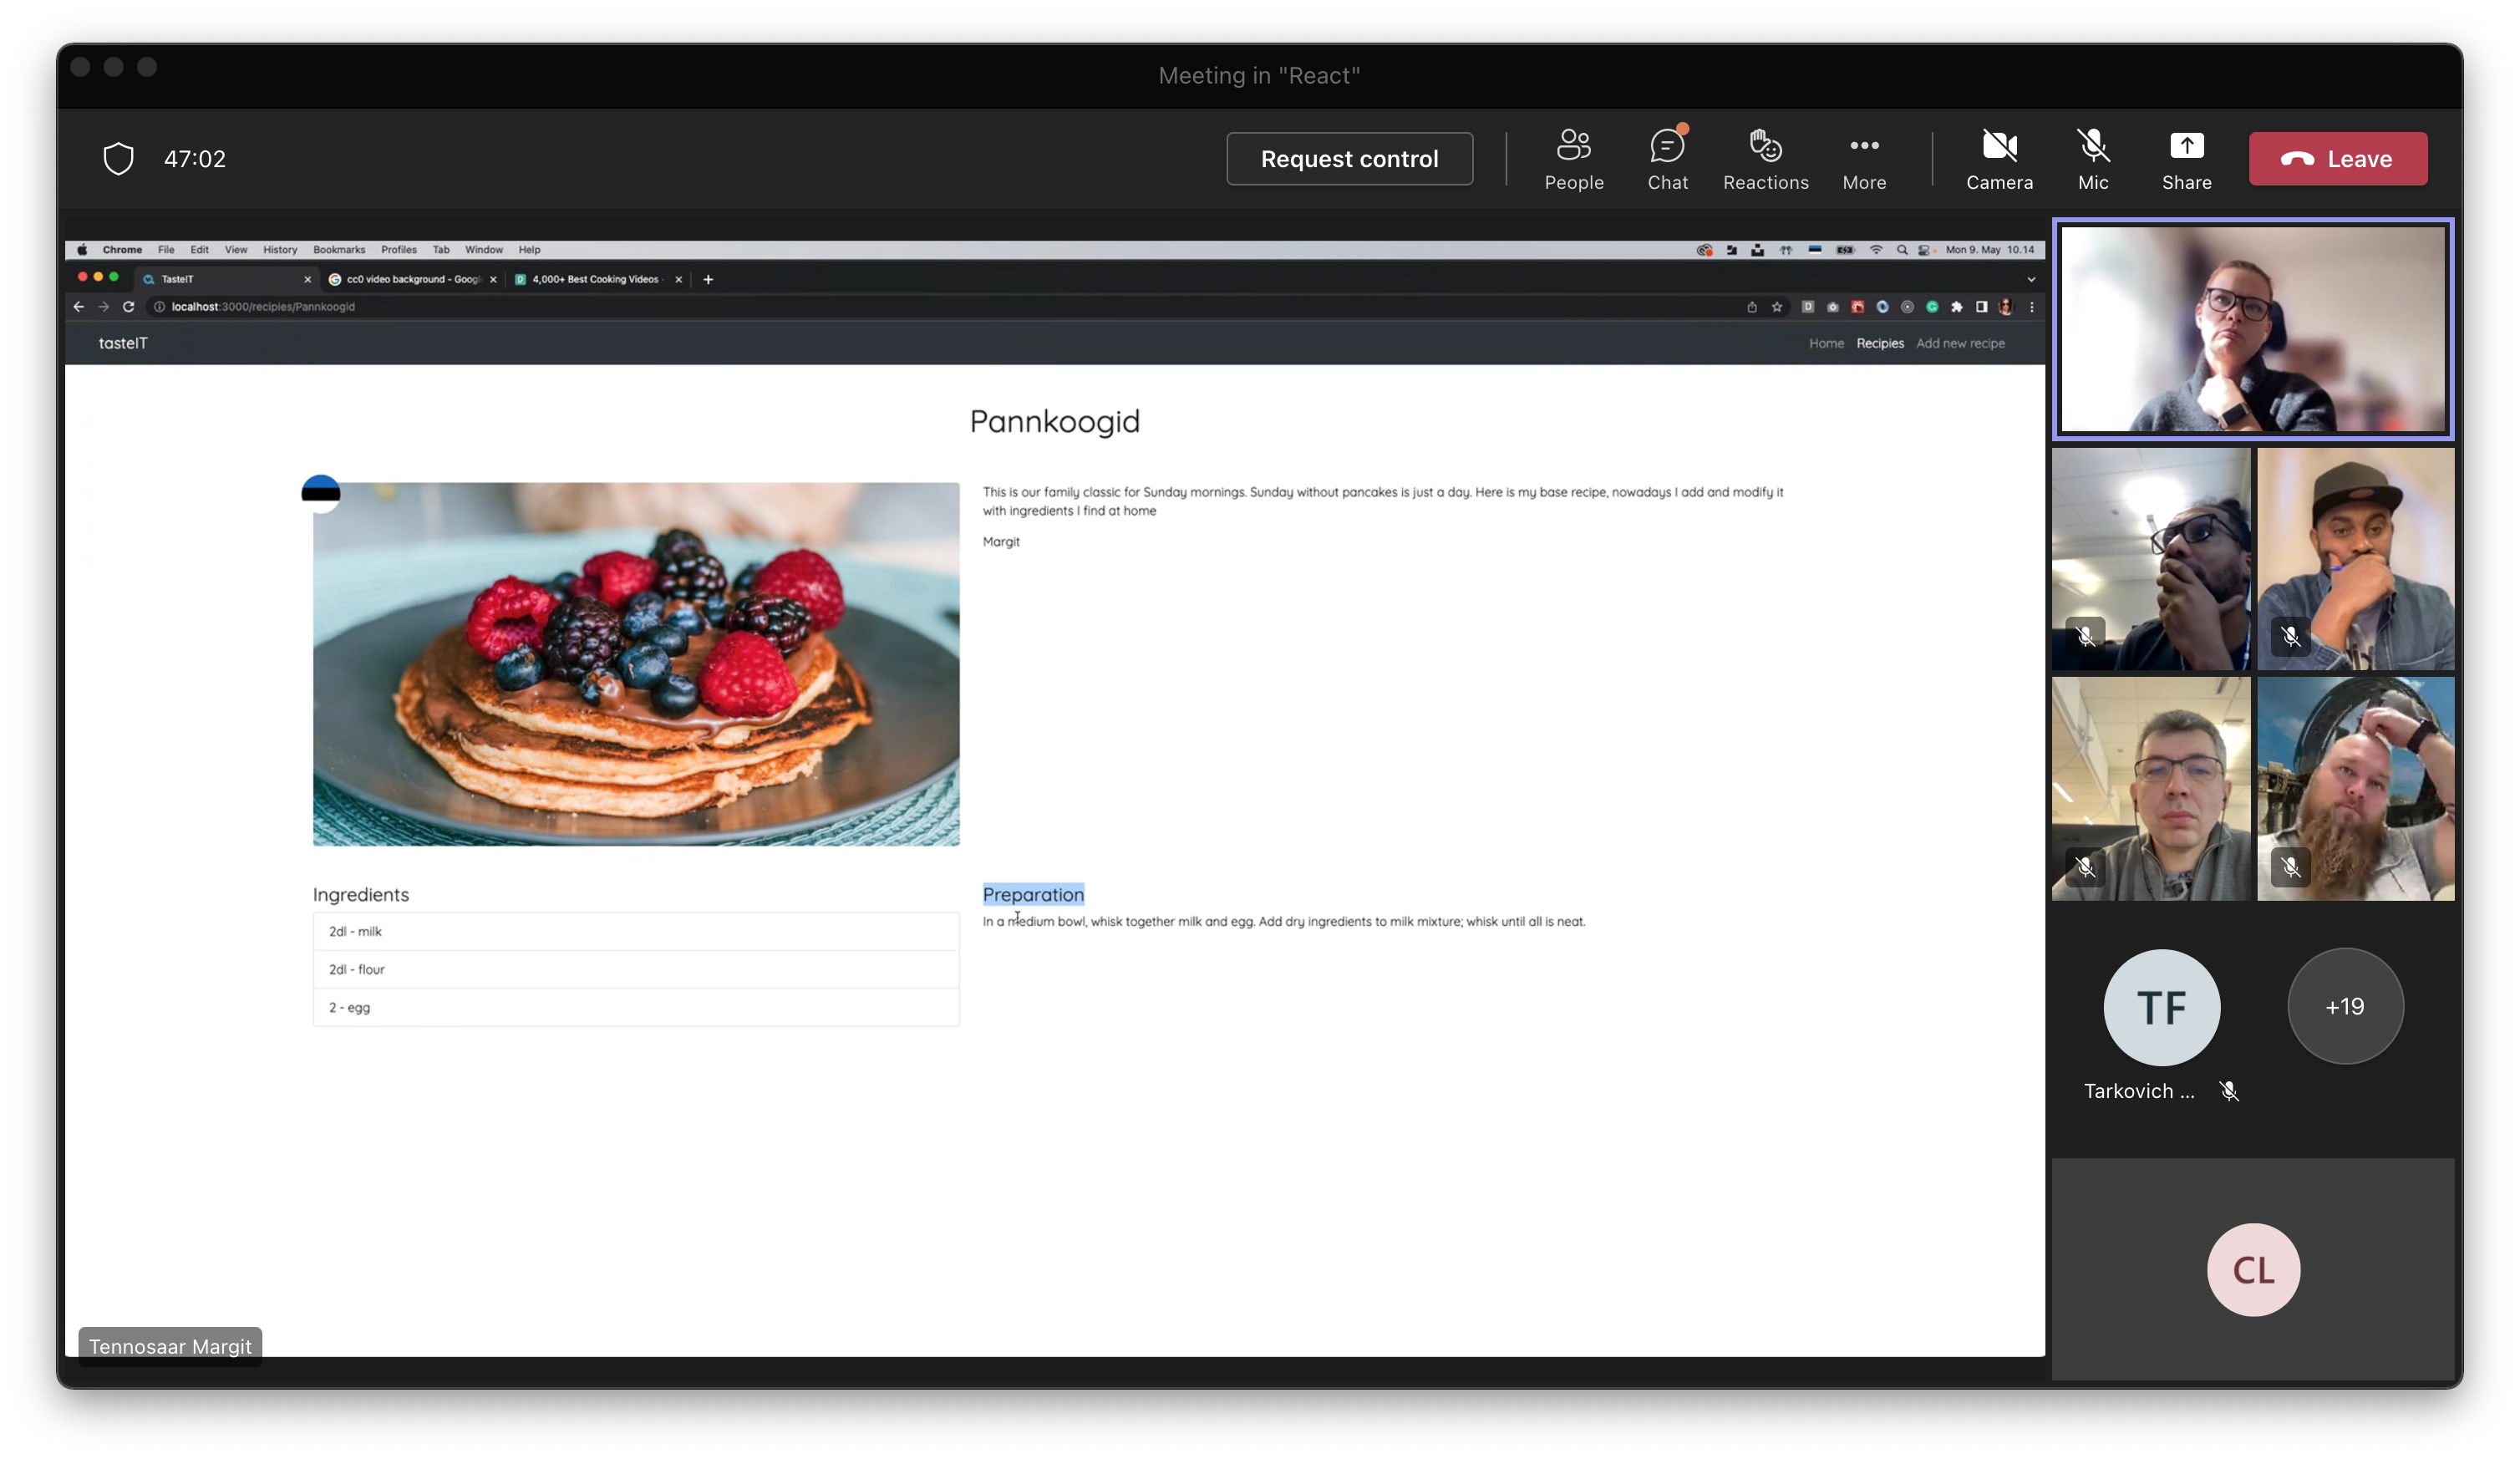 Meeting in "React"
47:02
Request control
People
Chat
Reactions
More
Camera
Mic
Share
Leave
Chrome File Edit View History Bookmarks Profiles Tab Window Help
Mon 9. May 10.14
TasteIT
cc0 video background - Googl
4,000+ Best Cooking Videos -
localhost:3000/recipies/Pannkoogid
tasteIT
Home Recipies Add new recipe
Pannkoogid
This is our family classic for Sunday mornings. Sunday without pancakes is just a day. Here is my base recipe, nowadays I add and modify it
with ingredients I find at home
Margit
Ingredients
2dl - milk
2dl - flour
2 - egg
Preparation
In a medium bowl, whisk together milk and egg. Add dry ingredients to milk mixture; whisk until all is neat.
Tennosaar Margit
TF
+19
Tarkovich ...
CL